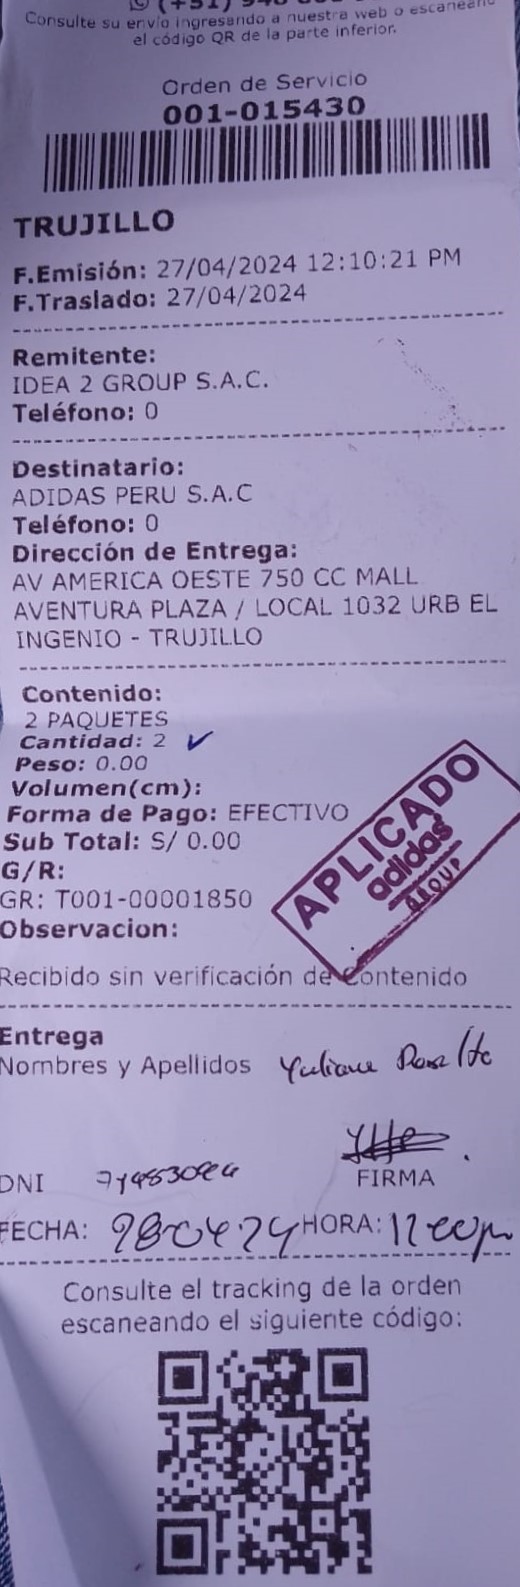 Consulte su envío ingresando a nuestra web o escaneando
el código QR de la parte inferior.
Orden de Servicio
001-015430
TRUJILLO
F.Emisión: 27/04/2024 12:10:21 PM
F.Traslado: 27/04/2024
Remitente:
IDEA 2 GROUP S.A.C.
Teléfono: 0
Destinatario:
ADIDAS PERU S.A.C
Teléfono: 0
Dirección de Entrega:
AV AMERICA OESTE 750 CC MALL
AVENTURA PLAZA / LOCAL 1032 URB EL
INGENIO - TRUJILLO
Contenido:
2 PAQUETES
Cantidad: 2
Peso: 0.00
Volumen(cm):
Forma de Pago: EFECTIVO
Sub Total: S/ 0.00
G/R:
GR: T001-00001850
Observacion:
APLICADO
adidas
GROUP
Recibido sin verificación de Contenido
Entrega
Nombres y Apellidos
DNI
FIRMA
FECHA: HORA:
Consulte el tracking de la orden
escaneando el siguiente código: